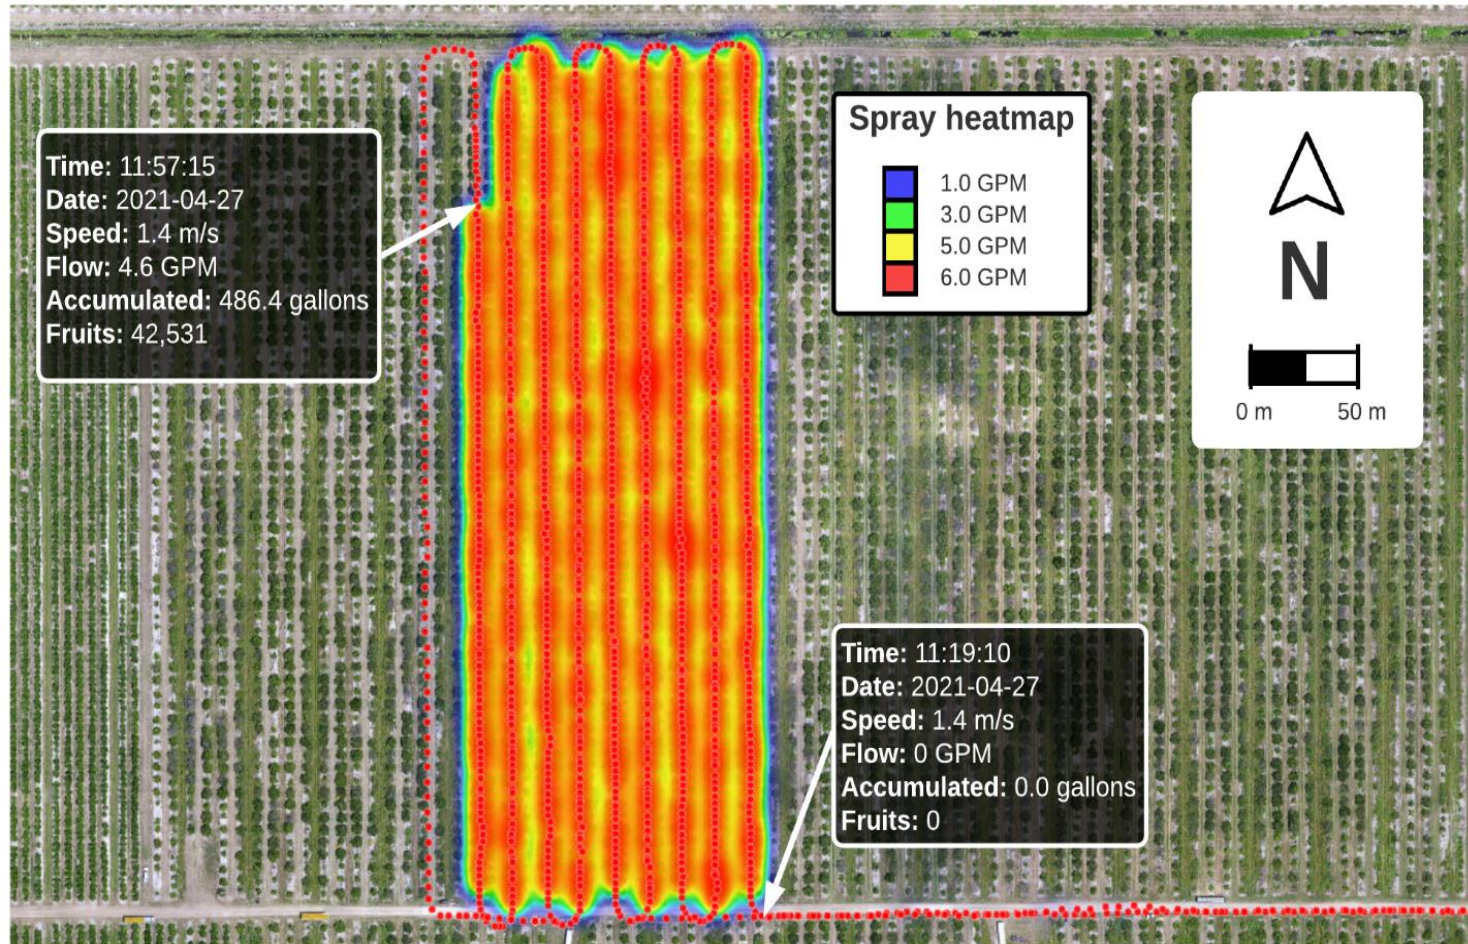 Time: 11:57:15
Date: 2021-04-27
Speed: 1.4 m/s
Flow: 4.6 GPM
Accumulated: 486.4 gallons
Fruits: 42,531
Spray heatmap
1.0 GPM
3.0 GPM
5.0 GPM
6.0 GPM
N
0 m 50 m
Time: 11:19:10
Date: 2021-04-27
Speed: 1.4 m/s
Flow: 0 GPM
Accumulated: 0.0 gallons
Fruits: 0